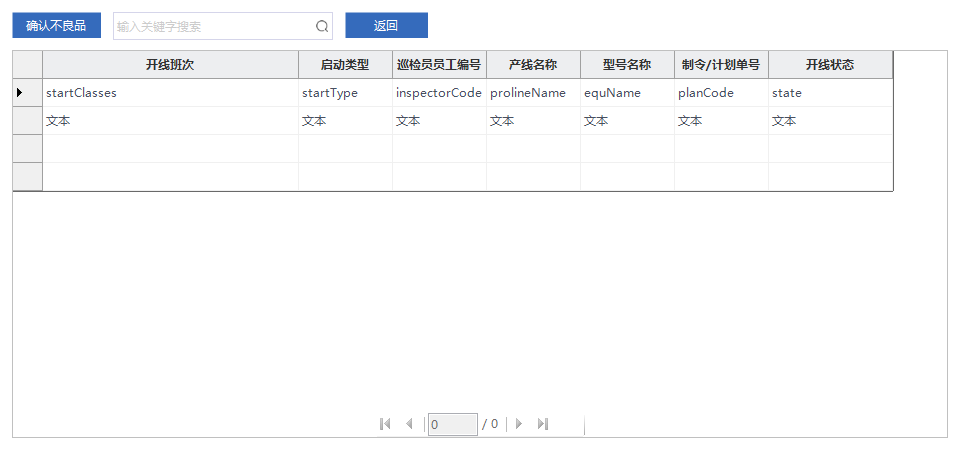 确认不良品 输入关键字搜索 返回
开线班次 启动类型 巡检员员工编号 产线名称 型号名称 制令/计划单号 开线状态
startClasses startType inspectorCode prolineName equName planCode state
文本 文本 文本 文本 文本 文本 文本
0 / 0